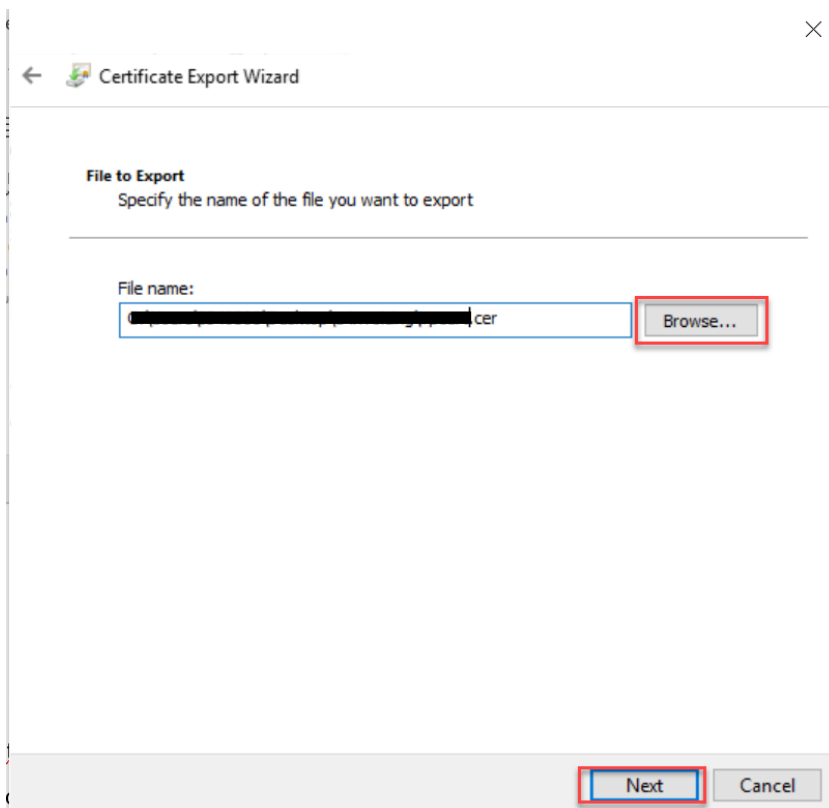 Certificate Export Wizard
File to Export
Specify the name of the file you want to export
File name:
.cer
Browse...
Next
Cancel